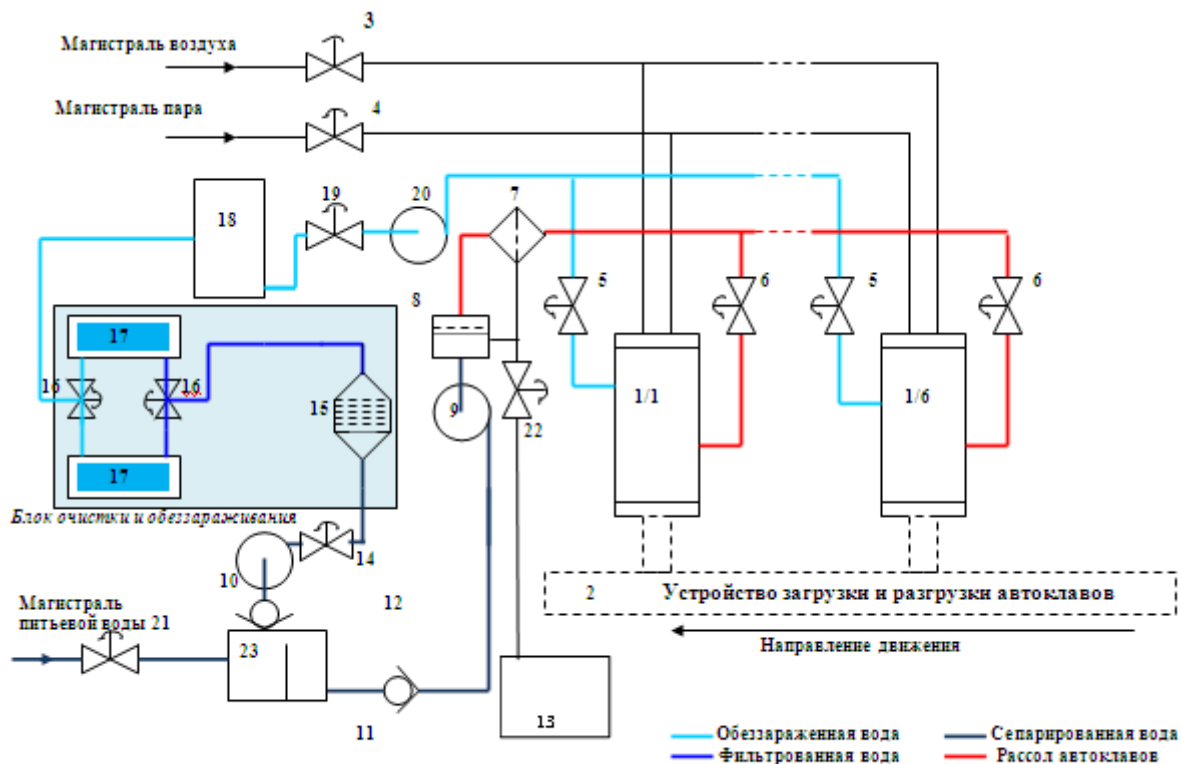 3
Магистраль воздуха
Магистраль пара
4
18
19
20
7
8
5
6
5
6
17
16
16
15
9
22
1/1
1/6
17
Блок очистки и обеззараживания
14
10
12
2 Устройство загрузки и разгрузки автоклавов
Магистраль
питьевой воды 21
Направление движения
23
11
13
Обеззараженная вода
Сепарированная вода
Фильтрованная вода
Рассол автоклавов